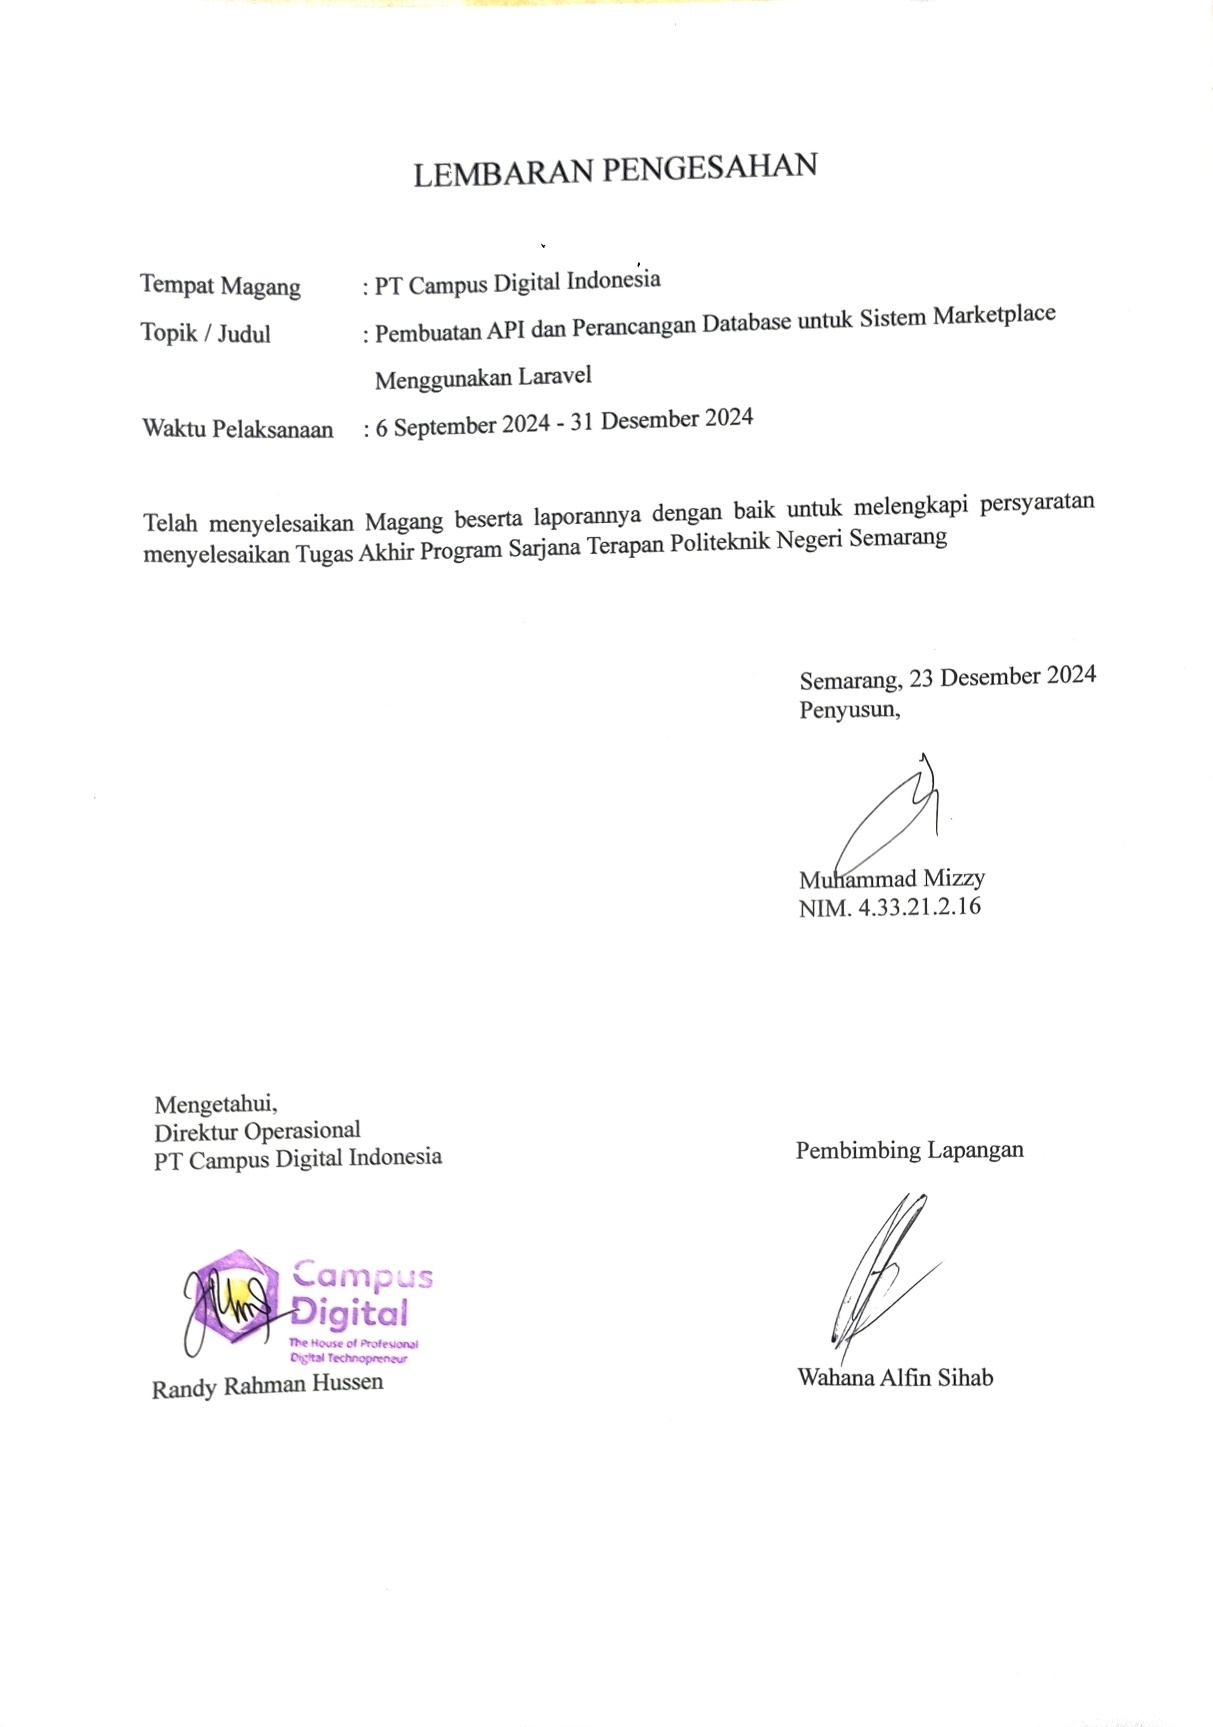 LEMBARAN PENGESAHAN
Tempat Magang : PT Campus Digital Indonesia
Topik / Judul : Pembuatan API dan Perancangan Database untuk Sistem Marketplace
Menggunakan Laravel
Waktu Pelaksanaan : 6 September 2024 - 31 Desember 2024
Telah menyelesaikan Magang beserta laporannya dengan baik untuk melengkapi persyaratan
menyelesaikan Tugas Akhir Program Sarjana Terapan Politeknik Negeri Semarang
Semarang, 23 Desember 2024
Penyusun,
Muhammad Mizzy
NIM. 4.33.21.2.16
Mengetahui,
Direktur Operasional
PT Campus Digital Indonesia
Campus
Digital
The House of Profesional
Digital Technopreneur
Randy Rahman Hussen
Pembimbing Lapangan
Wahana Alfin Sihab